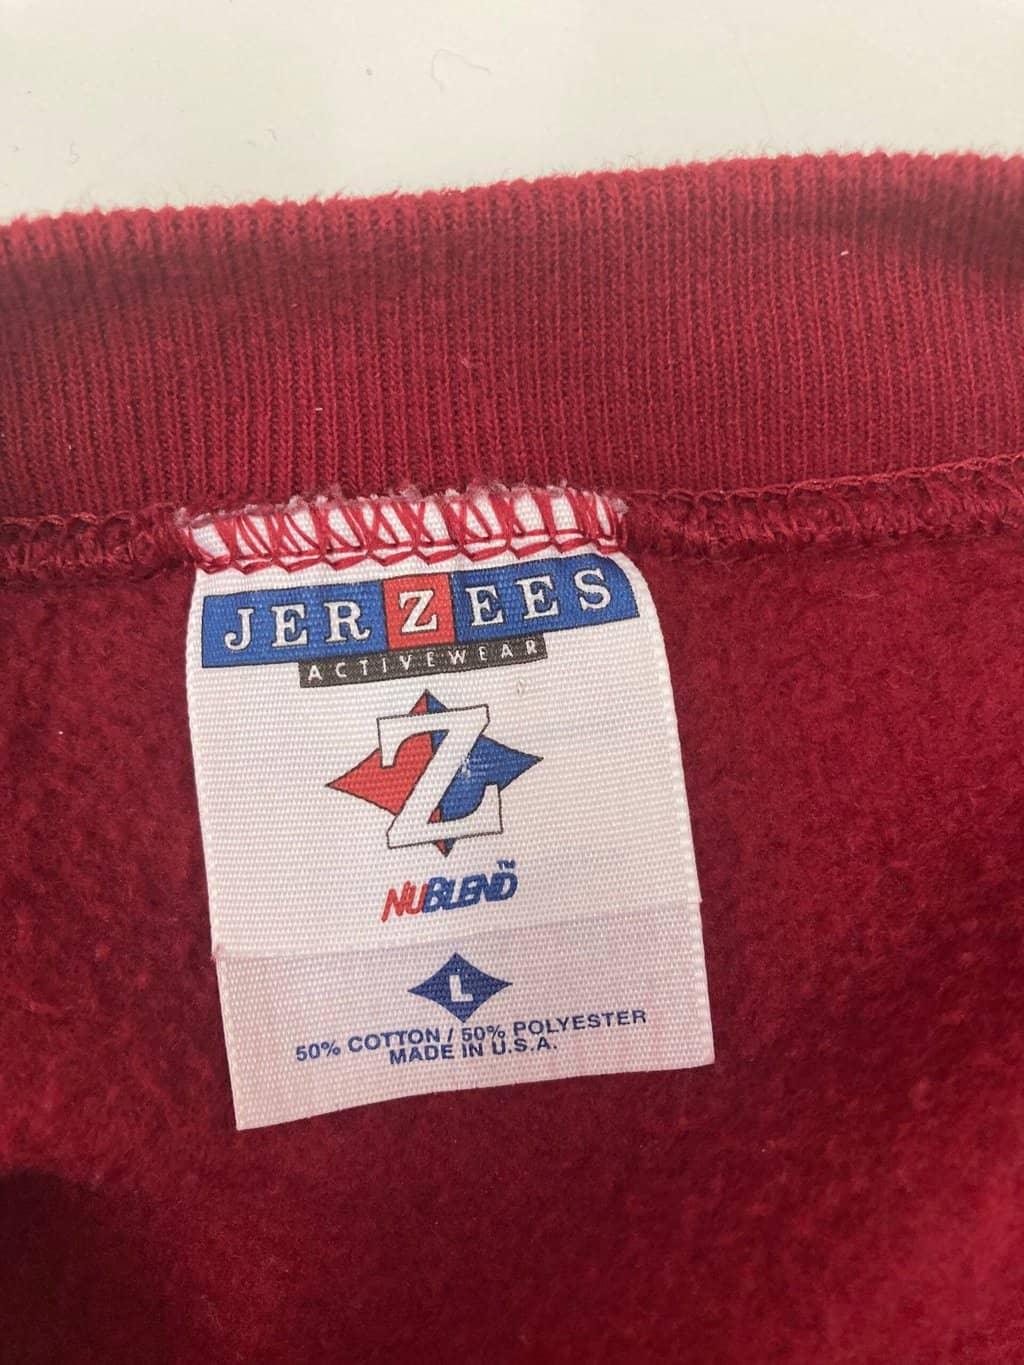 JERZEES
ACTIVEWEAR
Z
NUBLEND™
L
50% COTTON / 50% POLYESTER
MADE IN U.S.A.